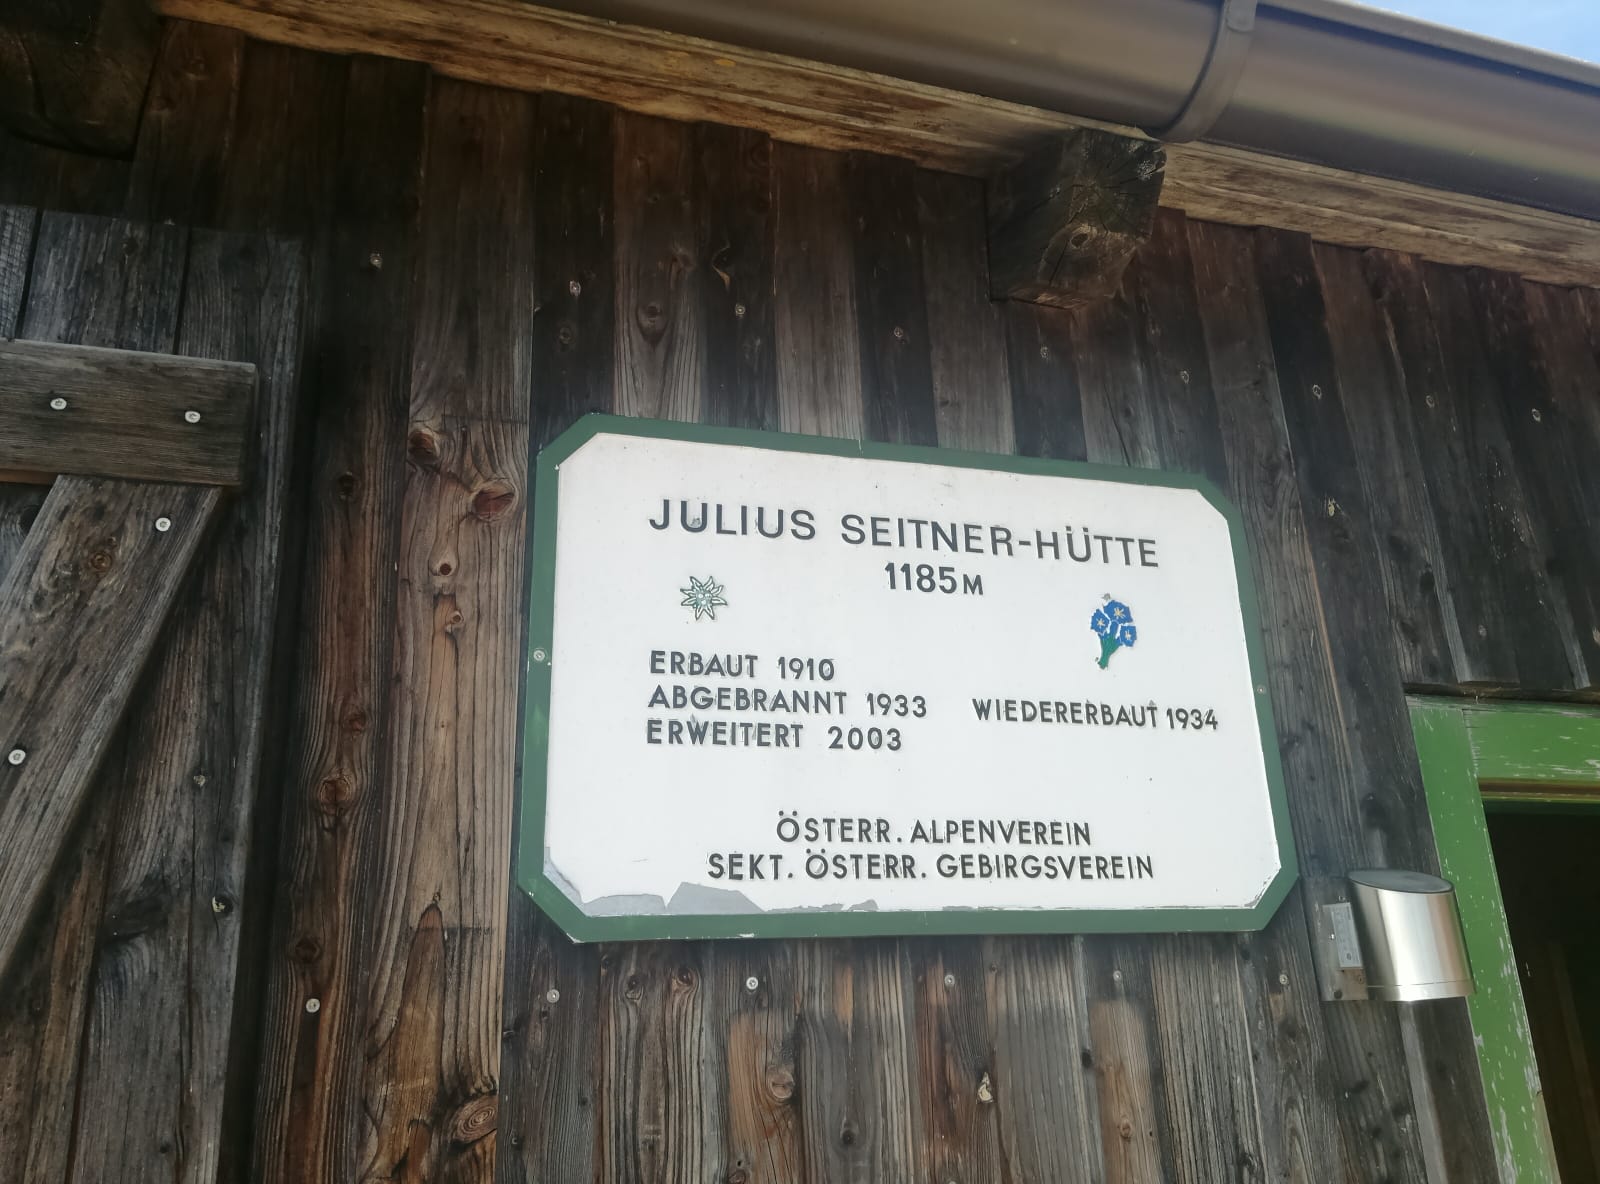 JULIUS SEITNER-HÜTTE
1185M
ERBAUT 1910
ABGEBRANNT 1933 WIEDERERBAUT 1934
ERWEITERT 2003
ÖSTERR. ALPENVEREIN
SEKT. ÖSTERR. GEBIRGSVEREIN